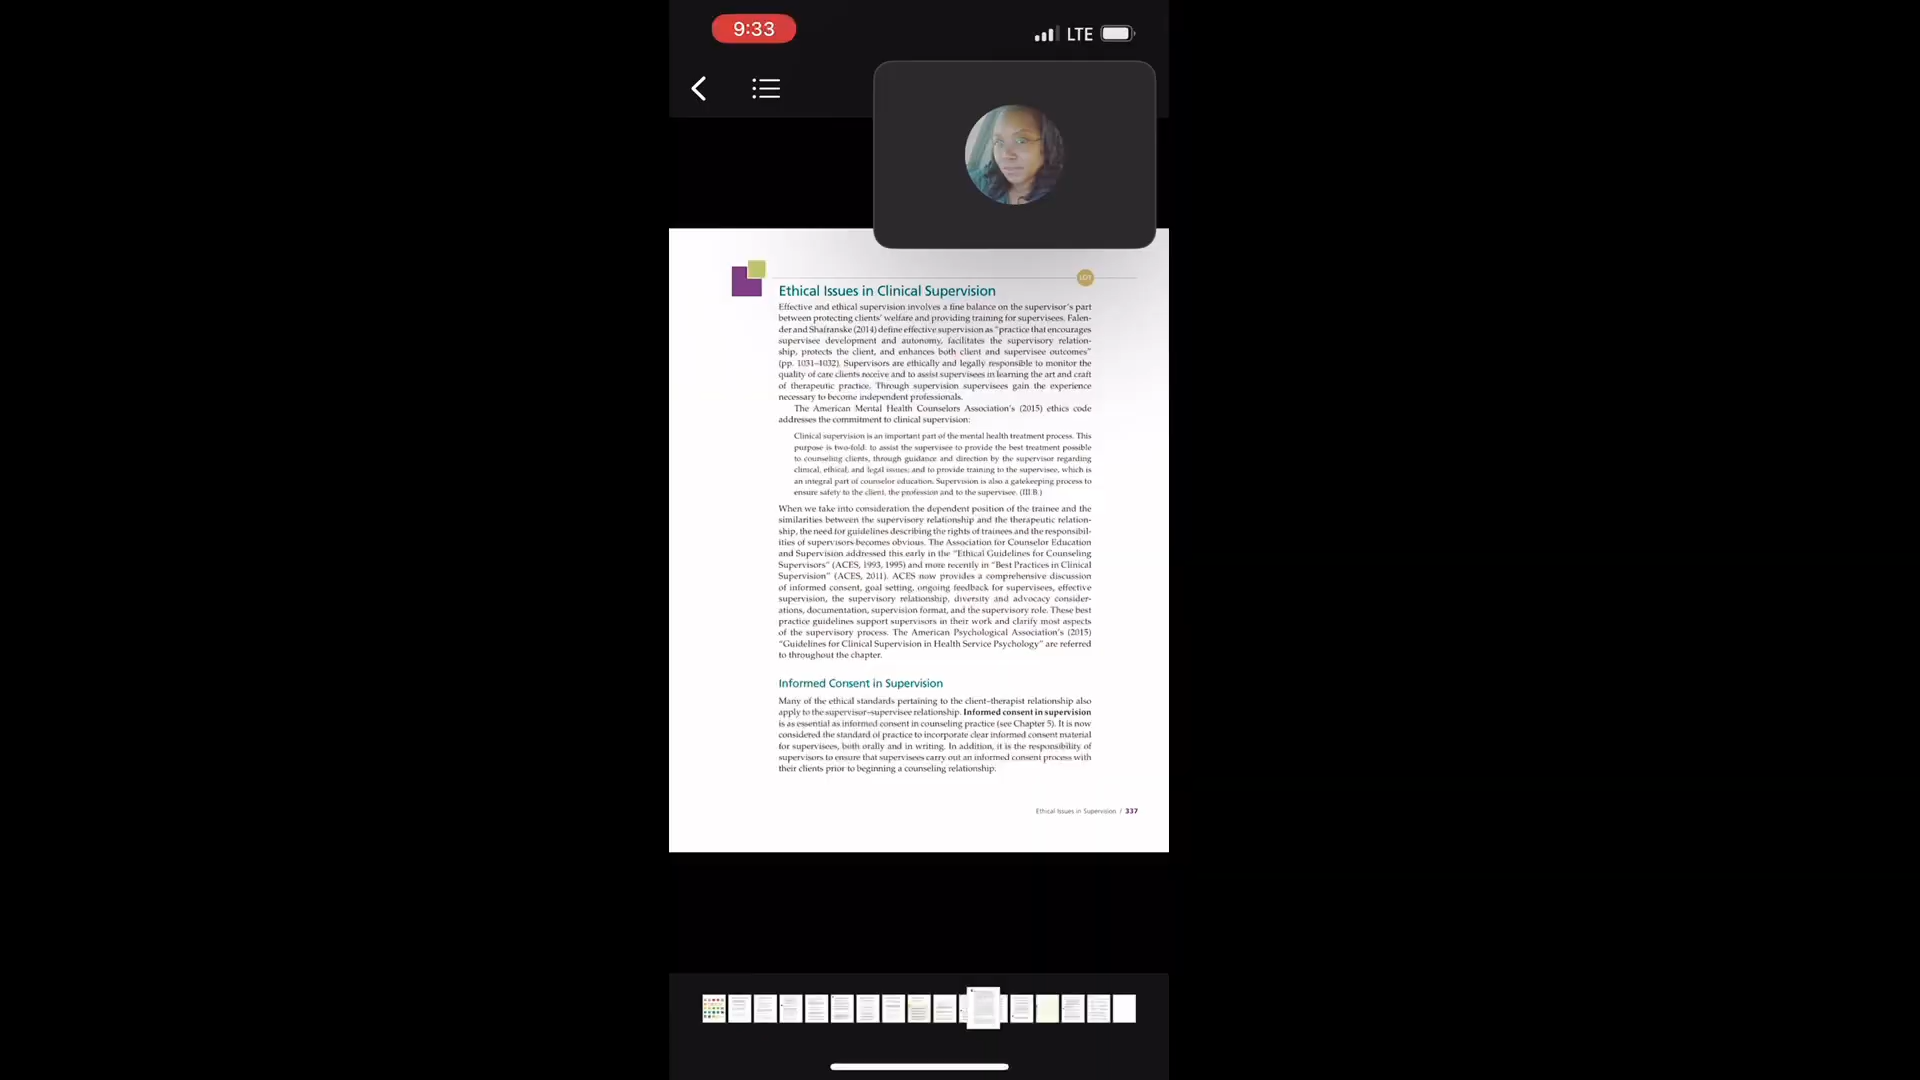 9:33
LTE
LO1
Ethical Issues in Clinical Supervision
Effective and ethical supervision involves a fine balance on the supervisor's part
between protecting clients' welfare and providing training for supervisees. Falen-
der and Shafranske (2014) define effective supervision as "practice that encourages
supervisee development and autonomy, facilitates the supervisory relation-
ship, protects the client, and enhances both client and supervisee outcomes"
(pp. 1031–1032). Supervisors are ethically and legally responsible to monitor the
quality of care clients receive and to assist supervisees in learning the art and craft
of therapeutic practice. Through supervision supervisees gain the experience
necessary to become independent professionals.
The American Mental Health Counselors Association's (2015) ethics code
addresses the commitment to clinical supervision:
Clinical supervision is an important part of the mental health treatment process. This
purpose is two-fold: to assist the supervisee to provide the best treatment possible
to counseling clients, through guidance and direction by the supervisor regarding
clinical, ethical, and legal issues; and to provide training to the supervisee, which is
an integral part of counselor education. Supervision is also a gatekeeping process to
ensure safety to the client, the profession and to the supervisee. (III.B.)
When we take into consideration the dependent position of the trainee and the
similarities between the supervisory relationship and the therapeutic relation-
ship, the need for guidelines describing the rights of trainees and the responsibil-
ities of supervisors becomes obvious. The Association for Counselor Education
and Supervision addressed this early in the "Ethical Guidelines for Counseling
Supervisors" (ACES, 1993, 1995) and more recently in "Best Practices in Clinical
Supervision" (ACES, 2011). ACES now provides a comprehensive discussion
of informed consent, goal setting, ongoing feedback for supervisees, effective
supervision, the supervisory relationship, diversity and advocacy consider-
ations, documentation, supervision format, and the supervisory role. These best
practice guidelines support supervisors in their work and clarify most aspects
of the supervisory process. The American Psychological Association's (2015)
"Guidelines for Clinical Supervision in Health Service Psychology" are referred
to throughout the chapter.
Informed Consent in Supervision
Many of the ethical standards pertaining to the client–therapist relationship also
apply to the supervisor–supervisee relationship. Informed consent in supervision
is as essential as informed consent in counseling practice (see Chapter 5). It is now
considered the standard of practice to incorporate clear informed consent material
for supervisees, both orally and in writing. In addition, it is the responsibility of
supervisors to ensure that supervisees carry out an informed consent process with
their clients prior to beginning a counseling relationship.
Ethical Issues in Supervision / 337